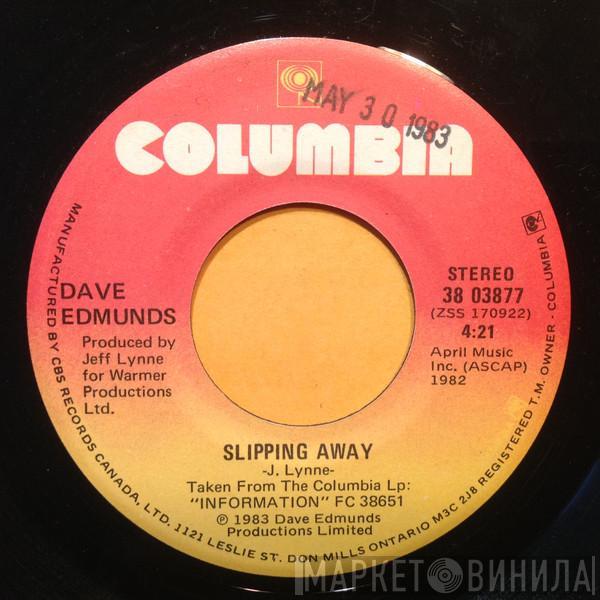 MAY 30 1983
COLUMBIA
DAVE
EDMUNDS
Produced by
Jeff Lynne
for Warmer
Productions
Ltd.
STEREO
38 03877
(ZSS 170922)
4:21
April Music
Inc. (ASCAP)
1982
SLIPPING AWAY
-J. Lynne-
Taken From The Columbia Lp:
"INFORMATION" FC 38651
℗ 1983 Dave Edmunds
Productions Limited
MANUFACTURED BY CBS RECORDS CANADA, LTD. 1121 LESLIE ST. DON MILLS ONTARIO M3C 2J8 REGISTERED T.M. OWNER - COLUMBIA
МАРКЕТ ВИНИЛА